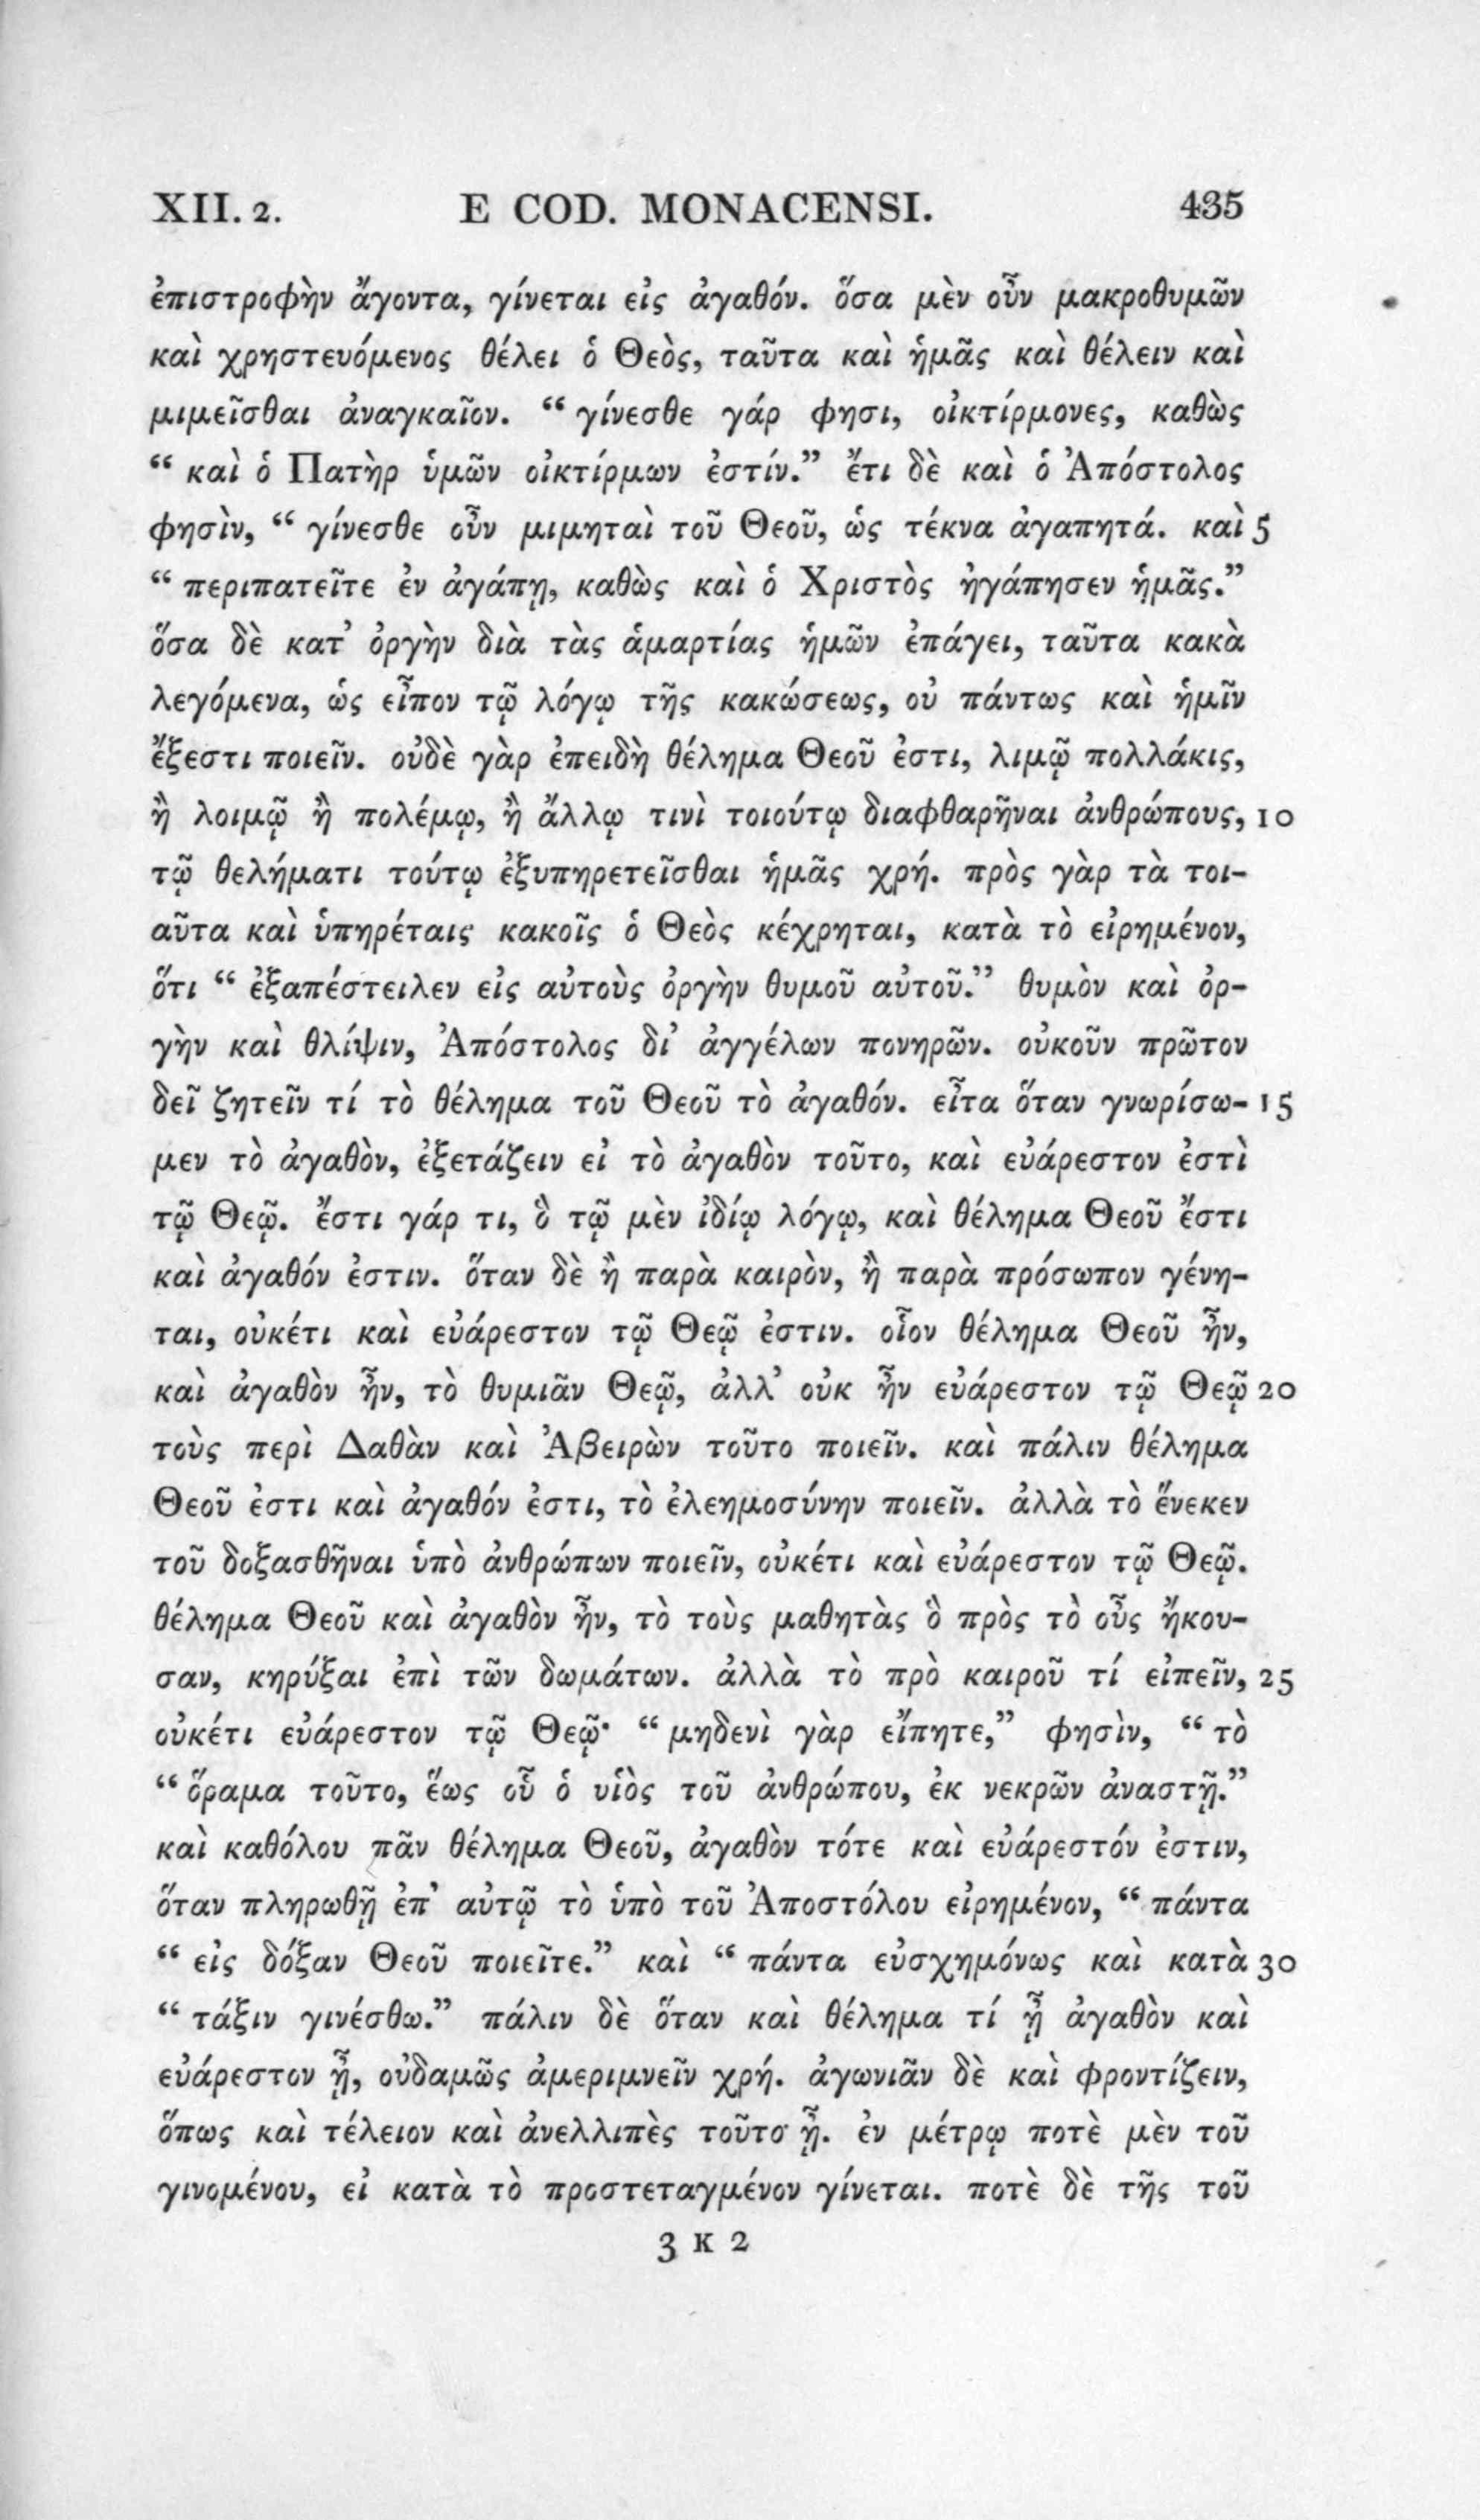 XII. 2. E COD. MONACENSI. 435
ἐπιστροφὴν ἄγοντα, γίνεται εἰς ἀγαθόν. ὅσα μὲν οὖν μακροθυμῶν
καὶ χρηστευόμενος θέλει ὁ Θεὸς, ταῦτα καὶ ἡμᾶς καὶ θέλειν καὶ
μιμεῖσθαι ἀναγκαῖον. “ γίνεσθε γάρ φησι, οἰκτίρμονες, καθὼς
“ καὶ ὁ Πατὴρ ὑμῶν οἰκτίρμων ἐστίν.” ἔτι δὲ καὶ ὁ Ἀπόστολος
φησὶν, “ γίνεσθε οὖν μιμηταὶ τοῦ Θεοῦ, ὡς τέκνα ἀγαπητά. καὶ 5
“ περιπατεῖτε ἐν ἀγάπῃ, καθὼς καὶ ὁ Χριστὸς ἠγάπησεν ἡμᾶς.”
ὅσα δὲ κατ’ ὀργὴν διὰ τὰς ἁμαρτίας ἡμῶν ἐπάγει, ταῦτα κακὰ
λεγόμενα, ὡς εἶπον τῷ λόγῳ τῆς κακώσεως, οὐ πάντως καὶ ἡμῖν
ἔξεστι ποιεῖν. οὐδὲ γὰρ ἐπειδὴ θέλημα Θεοῦ ἐστι, λιμῷ πολλάκις,
ἢ λοιμῷ ἢ πολέμῳ, ἢ ἄλλῳ τινὶ τοιούτῳ διαφθαρῆναι ἀνθρώπους, 10
τῷ θελήματι τούτῳ ἐξυπηρετεῖσθαι ἡμᾶς χρή. πρὸς γὰρ τὰ τοι-
αῦτα καὶ ὑπηρέταις κακοῖς ὁ Θεὸς κέχρηται, κατὰ τὸ εἰρημένον,
ὅτι “ ἐξαπέστειλεν εἰς αὐτοὺς ὀργὴν θυμοῦ αὐτοῦ.” θυμὸν καὶ ὀρ-
γὴν καὶ θλίψιν, Ἀπόστολος δι’ ἀγγέλων πονηρῶν. οὐκοῦν πρῶτον
δεῖ ζητεῖν τί τὸ θέλημα τοῦ Θεοῦ τὸ ἀγαθόν. εἶτα ὅταν γνωρίσω- 15
μεν τὸ ἀγαθὸν, ἐξετάζειν εἰ τὸ ἀγαθὸν τοῦτο, καὶ εὐάρεστον ἐστὶ
τῷ Θεῷ. ἔστι γάρ τι, ὃ τῷ μὲν ἰδίῳ λόγῳ, καὶ θέλημα Θεοῦ ἔστι
καὶ ἀγαθόν ἐστιν. ὅταν δὲ ἢ παρὰ καιρὸν, ἢ παρὰ πρόσωπον γένη-
ται, οὐκέτι καὶ εὐάρεστον τῷ Θεῷ ἐστιν. οἷον θέλημα Θεοῦ ἦν,
καὶ ἀγαθὸν ἦν, τὸ θυμιᾶν Θεῷ, ἀλλ’ οὐκ ἦν εὐάρεστον τῷ Θεῷ 20
τοὺς περὶ Δαθὰν καὶ Ἀβειρὼν τοῦτο ποιεῖν. καὶ πάλιν θέλημα
Θεοῦ ἐστι καὶ ἀγαθόν ἐστι, τὸ ἐλεημοσύνην ποιεῖν. ἀλλὰ τὸ ἕνεκεν
τοῦ δοξασθῆναι ὑπὸ ἀνθρώπων ποιεῖν, οὐκέτι καὶ εὐάρεστον τῷ Θεῷ.
θέλημα Θεοῦ καὶ ἀγαθὸν ἦν, τὸ τοὺς μαθητὰς ὃ πρὸς τὸ οὖς ἤκου-
σαν, κηρύξαι ἐπὶ τῶν δωμάτων. ἀλλὰ τὸ πρὸ καιροῦ τί εἰπεῖν, 25
οὐκέτι εὐάρεστον τῷ Θεῷ· “ μηδενὶ γὰρ εἴπητε,” φησὶν, “ τὸ
“ ὅραμα τοῦτο, ἕως οὗ ὁ υἱὸς τοῦ ἀνθρώπου, ἐκ νεκρῶν ἀναστῇ.”
καὶ καθόλου πᾶν θέλημα Θεοῦ, ἀγαθὸν τότε καὶ εὐάρεστόν ἐστιν,
ὅταν πληρωθῇ ἐπ’ αὐτῷ τὸ ὑπὸ τοῦ Ἀποστόλου εἰρημένον, “ πάντα
“ εἰς δόξαν Θεοῦ ποιεῖτε.” καὶ “ πάντα εὐσχημόνως καὶ κατὰ 30
“ τάξιν γινέσθω.” πάλιν δὲ ὅταν καὶ θέλημα τί ᾖ ἀγαθὸν καὶ
εὐάρεστον ᾖ, οὐδαμῶς ἀμεριμνεῖν χρή. ἀγωνιᾶν δὲ καὶ φροντίζειν,
ὅπως καὶ τέλειον καὶ ἀνελλιπὲς τοῦτο ᾖ. ἐν μέτρῳ ποτὲ μὲν τοῦ
γινομένου, εἰ κατὰ τὸ προστεταγμένον γίνεται. ποτὲ δὲ τῆς τοῦ
3 K 2